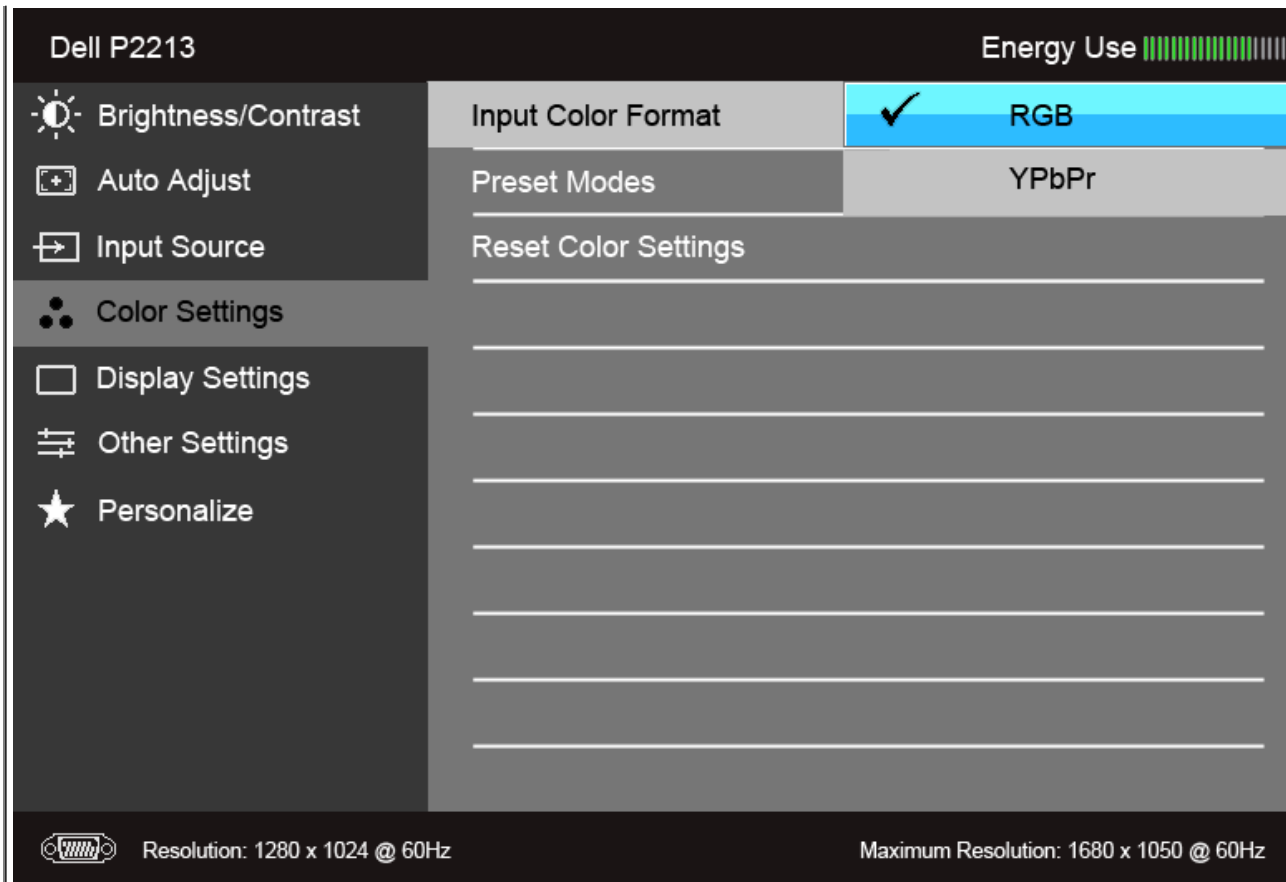 Dell P2213
Energy Use
Brightness/Contrast
Auto Adjust
Input Source
Color Settings
Display Settings
Other Settings
Personalize
Input Color Format
RGB
Preset Modes
YPbPr
Reset Color Settings
Resolution: 1280 x 1024 @ 60Hz
Maximum Resolution: 1680 x 1050 @ 60Hz